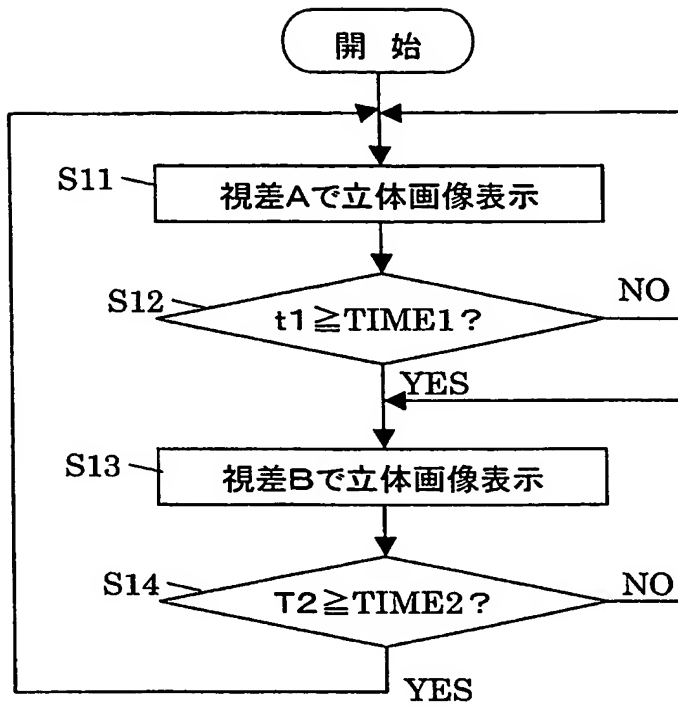 開 始
S11
視差Aで立体画像表示
S12
t1≧TIME1?
NO
YES
S13
視差Bで立体画像表示
S14
T2≧TIME2?
NO
YES